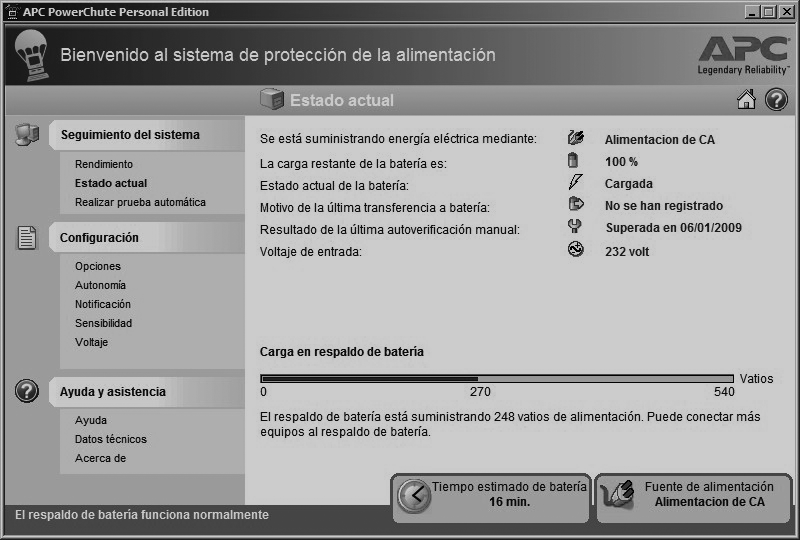 APC PowerChute Personal Edition
Bienvenido al sistema de protección de la alimentación
APC
Legendary Reliability™
Estado actual
Seguimiento del sistema
Rendimiento
Estado actual
Realizar prueba automática
Configuración
Opciones
Autonomía
Notificación
Sensibilidad
Voltaje
Ayuda y asistencia
Ayuda
Datos técnicos
Acerca de
Se está suministrando energía eléctrica mediante: Alimentacion de CA
La carga restante de la batería es: 100 %
Estado actual de la batería: Cargada
Motivo de la última transferencia a batería: No se han registrado
Resultado de la última autoverificación manual: Superada en 06/01/2009
Voltaje de entrada: 232 volt
Carga en respaldo de batería
Vatios
0 270 540
El respaldo de batería está suministrando 248 vatios de alimentación. Puede conectar más
equipos al respaldo de batería.
Tiempo estimado de batería
16 min.
Fuente de alimentación
Alimentacion de CA
El respaldo de batería funciona normalmente